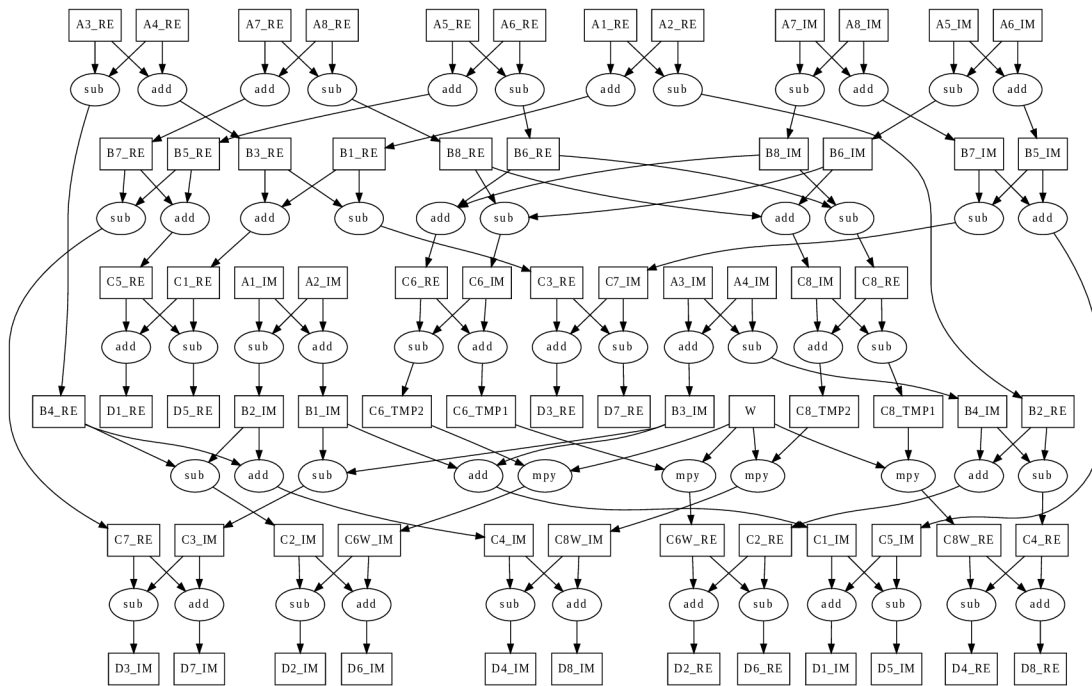 A3_RE A4_RE A7_RE A8_RE A5_RE A6_RE A1_RE A2_RE A7_IM A8_IM A5_IM A6_IM
sub add add sub add sub add sub sub add sub add
B7_RE B5_RE B3_RE B1_RE B8_RE B6_RE B8_IM B6_IM B7_IM B5_IM
sub add add sub add sub add sub sub add
C5_RE C1_RE A1_IM A2_IM C6_RE C6_IM C3_RE C7_IM A3_IM A4_IM C8_IM C8_RE
add sub sub add sub add add sub add sub add sub
B4_RE D1_RE D5_RE B2_IM B1_IM C6_TMP2 C6_TMP1 D3_RE D7_RE B3_IM W C8_TMP2 C8_TMP1 B4_IM B2_RE
sub add sub add mpy mpy mpy mpy add sub
C7_RE C3_IM C2_IM C6W_IM C4_IM C8W_IM C6W_RE C2_RE C1_IM C5_IM C8W_RE C4_RE
sub add sub add sub add add sub add sub sub add
D3_IM D7_IM D2_IM D6_IM D4_IM D8_IM D2_RE D6_RE D1_IM D5_IM D4_RE D8_RE